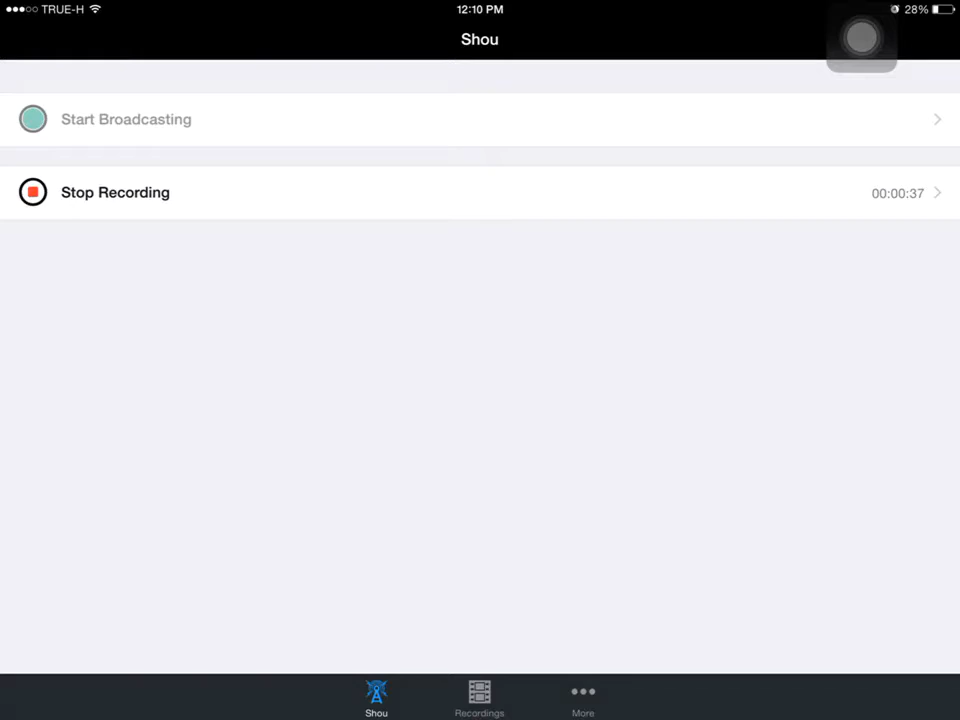 TRUE-H
12:10 PM
28%
Shou
Start Broadcasting
Stop Recording
00:00:37
Shou
Recordings
More